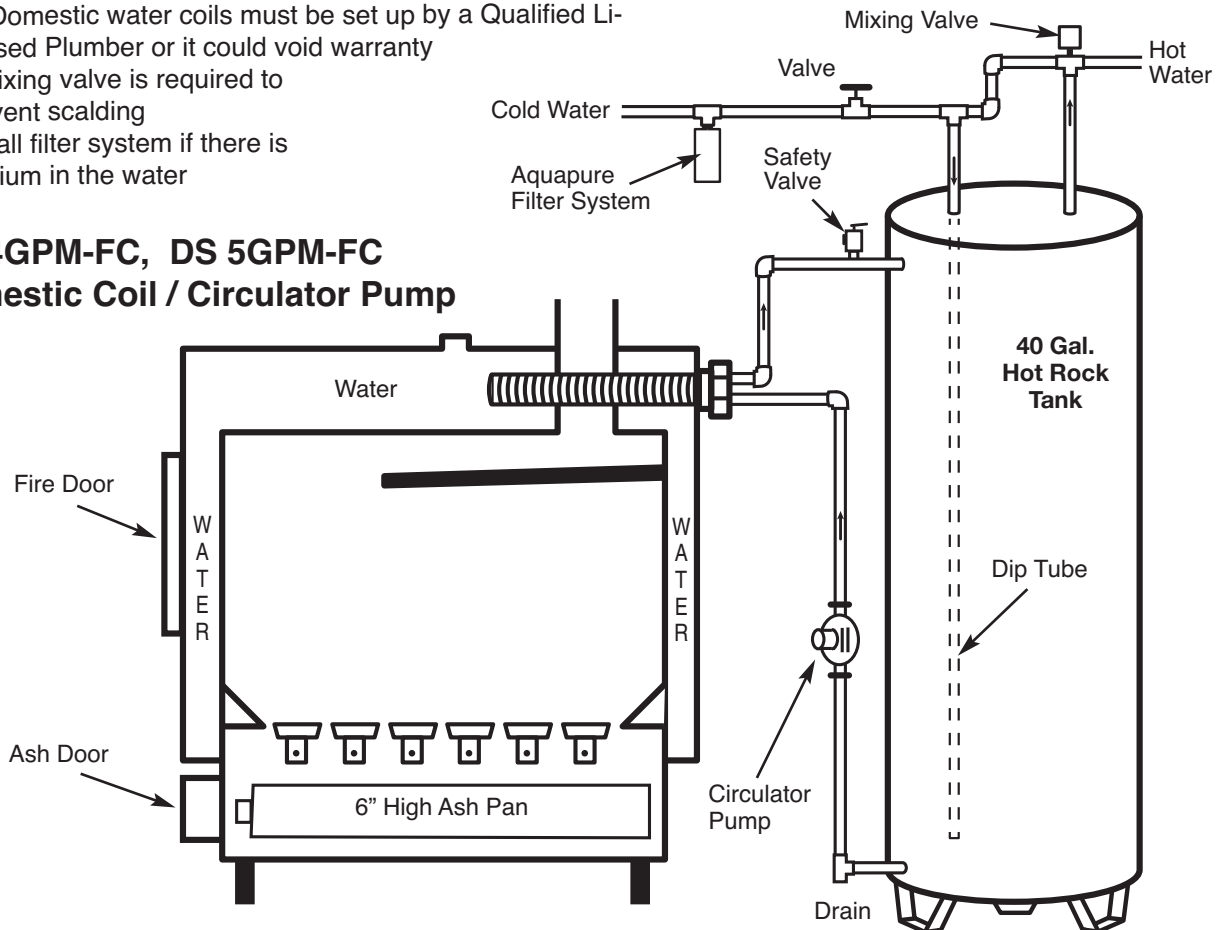 Domestic water coils must be set up by a Qualified Li-
sed Plumber or it could void warranty
ixing valve is required to
vent scalding
all filter system if there is
ium in the water
GPM-FC, DS 5GPM-FC
estic Coil / Circulator Pump
Mixing Valve
Hot
Water
Valve
Cold Water
Safety
Valve
Aquapure
Filter System
40 Gal.
Hot Rock
Tank
Water
Fire Door
WATER
WATER
Dip Tube
Ash Door
6” High Ash Pan
Circulator
Pump
Drain